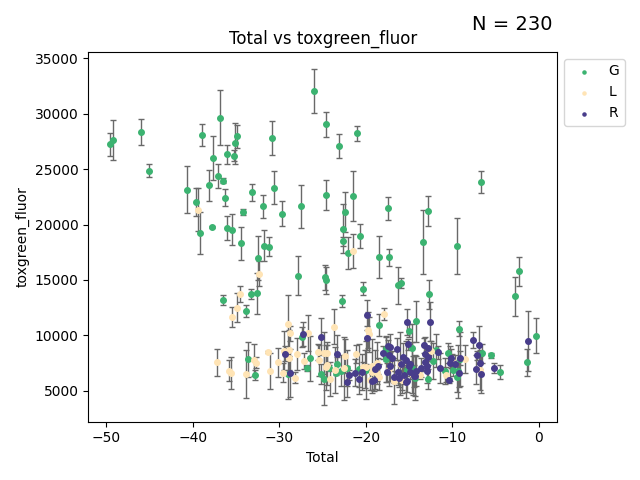 N = 230
Total vs toxgreen_fluor
35000
30000
25000
20000
15000
10000
5000
toxgreen_fluor
−50 −40 −30 −20 −10 0
Total
G
L
R